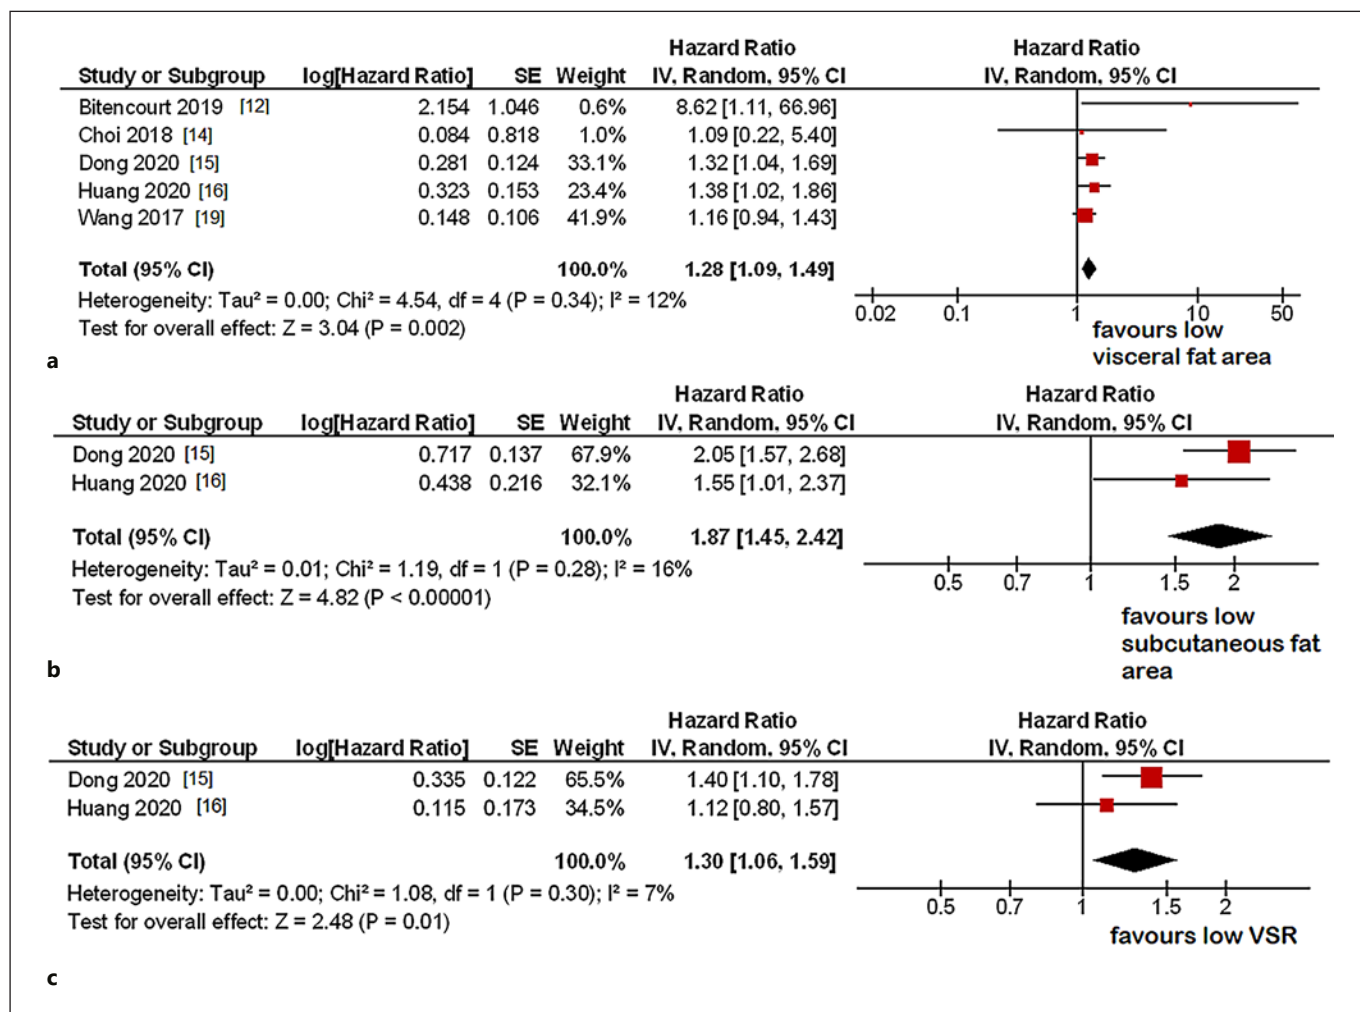 Hazard Ratio Hazard Ratio
Study or Subgroup log[Hazard Ratio] SE Weight IV, Random, 95% CI IV, Random, 95% CI
Bitencourt 2019 [12] 2.154 1.046 0.6% 8.62 [1.11, 66.96]
Choi 2018 [14] 0.084 0.818 1.0% 1.09 [0.22, 5.40]
Dong 2020 [15] 0.281 0.124 33.1% 1.32 [1.04, 1.69]
Huang 2020 [16] 0.323 0.153 23.4% 1.38 [1.02, 1.86]
Wang 2017 [19] 0.148 0.106 41.9% 1.16 [0.94, 1.43]
Total (95% CI) 100.0% 1.28 [1.09, 1.49]
Heterogeneity: Tau² = 0.00; Chi² = 4.54, df = 4 (P = 0.34); I² = 12%
Test for overall effect: Z = 3.04 (P = 0.002)
0.02 0.1 1 10 50
favours low
visceral fat area
a
Hazard Ratio Hazard Ratio
Study or Subgroup log[Hazard Ratio] SE Weight IV, Random, 95% CI IV, Random, 95% CI
Dong 2020 [15] 0.717 0.137 67.9% 2.05 [1.57, 2.68]
Huang 2020 [16] 0.438 0.216 32.1% 1.55 [1.01, 2.37]
Total (95% CI) 100.0% 1.87 [1.45, 2.42]
Heterogeneity: Tau² = 0.01; Chi² = 1.19, df = 1 (P = 0.28); I² = 16%
Test for overall effect: Z = 4.82 (P < 0.00001)
0.5 0.7 1 1.5 2
favours low
subcutaneous fat
area
b
Hazard Ratio Hazard Ratio
Study or Subgroup log[Hazard Ratio] SE Weight IV, Random, 95% CI IV, Random, 95% CI
Dong 2020 [15] 0.335 0.122 65.5% 1.40 [1.10, 1.78]
Huang 2020 [16] 0.115 0.173 34.5% 1.12 [0.80, 1.57]
Total (95% CI) 100.0% 1.30 [1.06, 1.59]
Heterogeneity: Tau² = 0.00; Chi² = 1.08, df = 1 (P = 0.30); I² = 7%
Test for overall effect: Z = 2.48 (P = 0.01)
0.5 0.7 1 1.5 2
favours low VSR
c